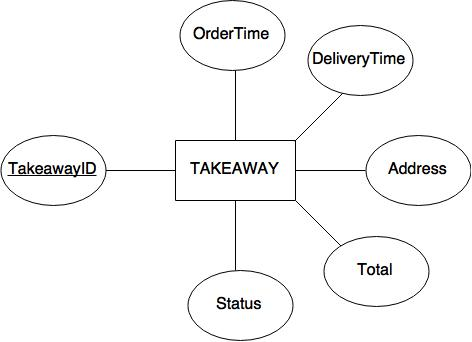 OrderTime
DeliveryTime
TakeawayID
TAKEAWAY
Address
Total
Status